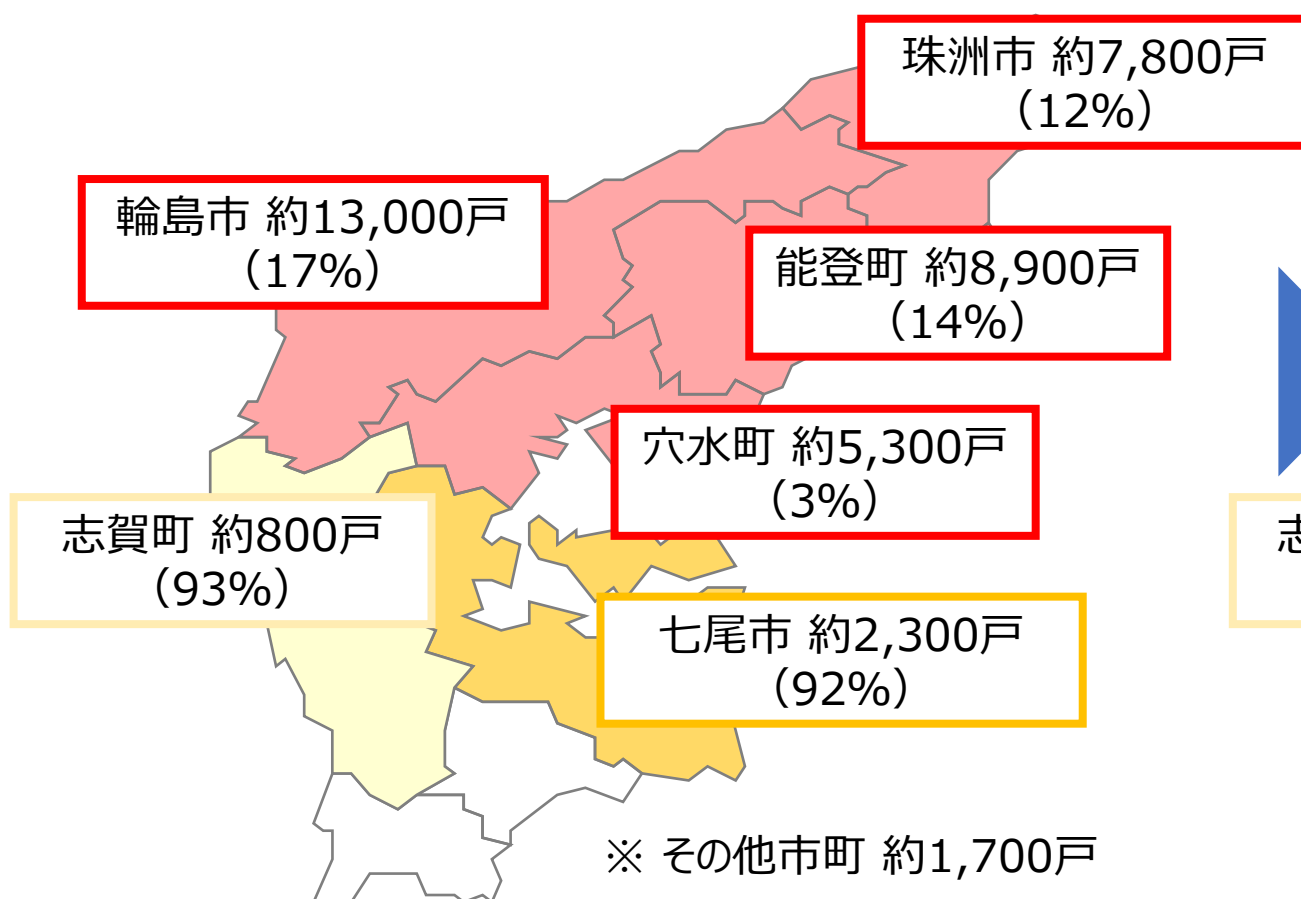 珠洲市 約7,800戸
（12%）
輪島市 約13,000戸
（17%）
能登町 約8,900戸
（14%）
穴水町 約5,300戸
（3%）
志賀町 約800戸
（93%）
志
七尾市 約2,300戸
（92%）
※ その他市町 約1,700戸